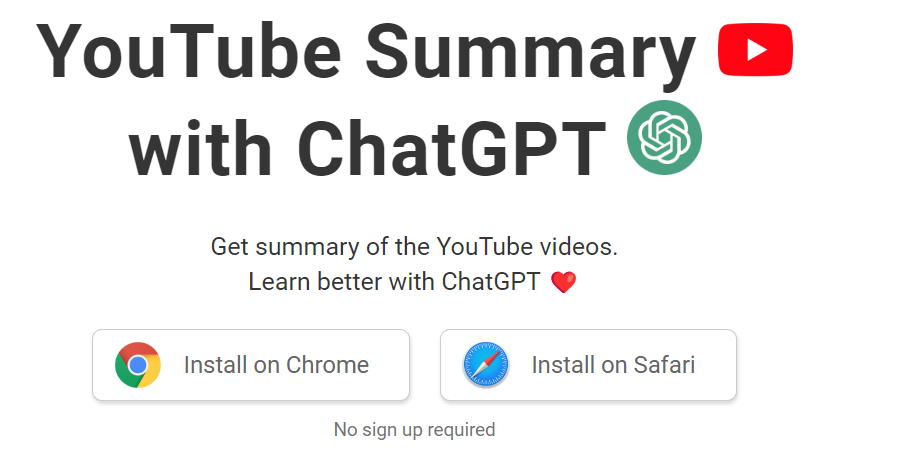 YouTube Summary
with ChatGPT
Get summary of the YouTube videos.
Learn better with ChatGPT ❤️
Install on Chrome
Install on Safari
No sign up required